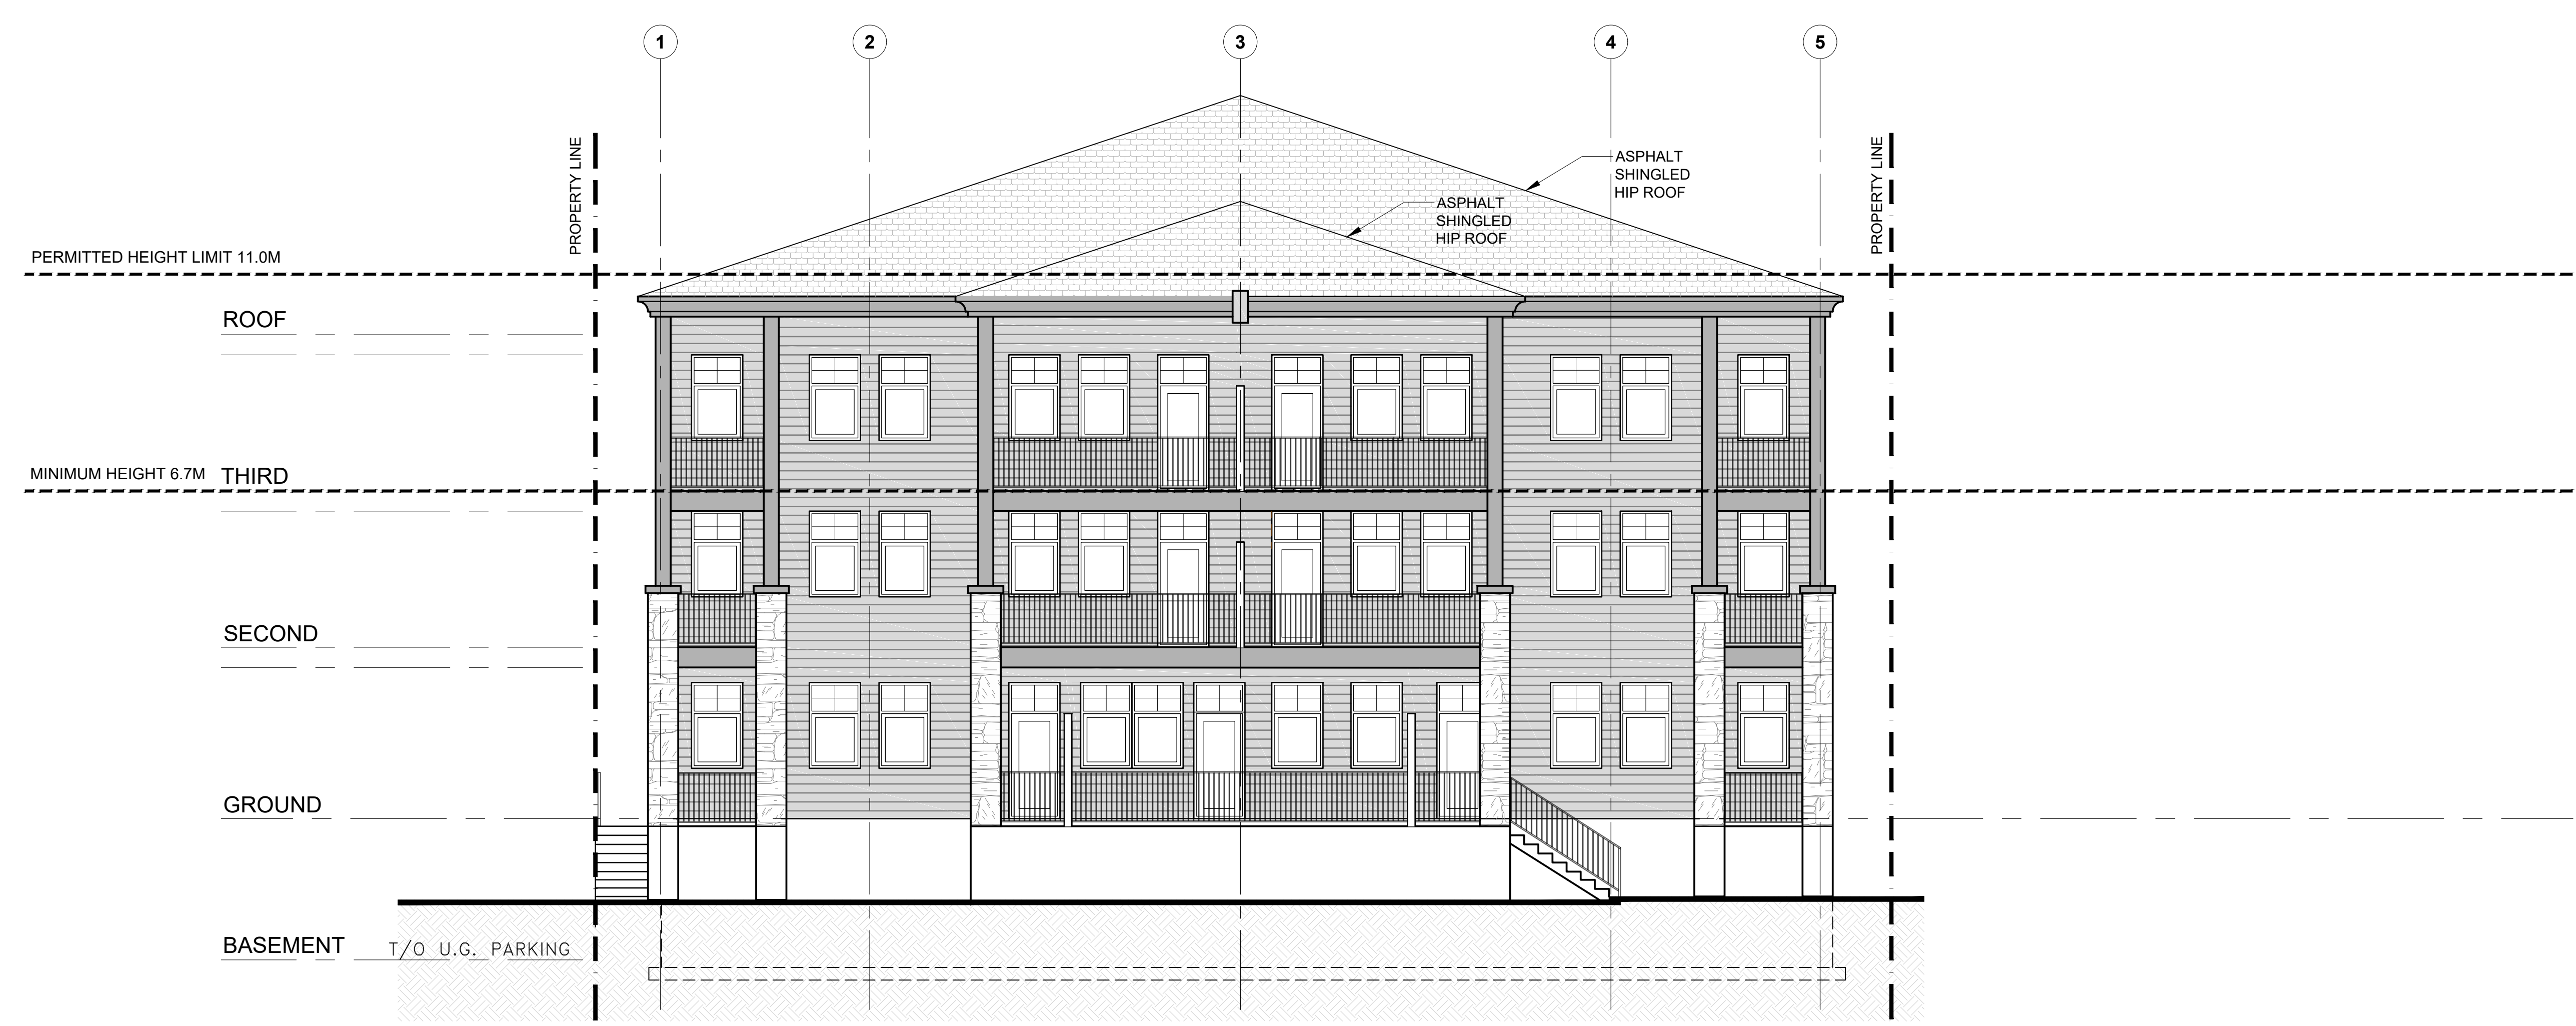 1
2
3
4
5
PROPERTY LINE
PROPERTY LINE
ASPHALT
SHINGLED
HIP ROOF
ASPHALT
SHINGLED
HIP ROOF
PERMITTED HEIGHT LIMIT 11.0M
ROOF
MINIMUM HEIGHT 6.7M
THIRD
SECOND
GROUND
BASEMENT
T/O U.G. PARKING